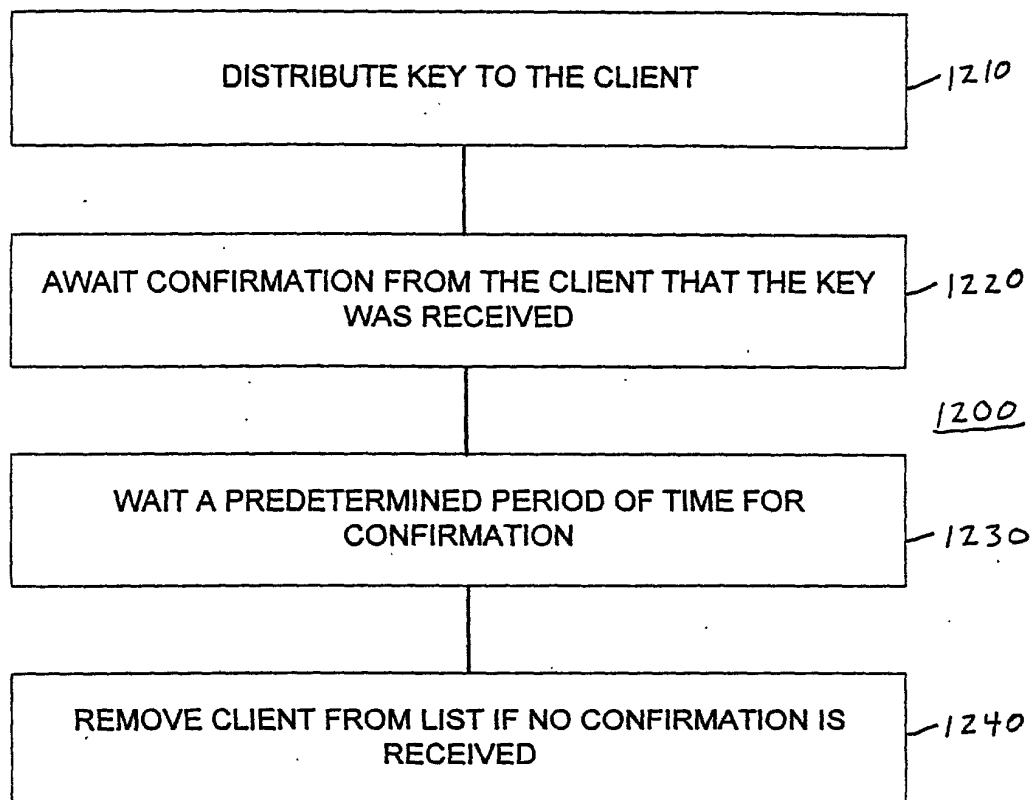 DISTRIBUTE KEY TO THE CLIENT
1210
AWAIT CONFIRMATION FROM THE CLIENT THAT THE KEY
WAS RECEIVED
1220
1200
WAIT A PREDETERMINED PERIOD OF TIME FOR
CONFIRMATION
1230
REMOVE CLIENT FROM LIST IF NO CONFIRMATION IS
RECEIVED
1240